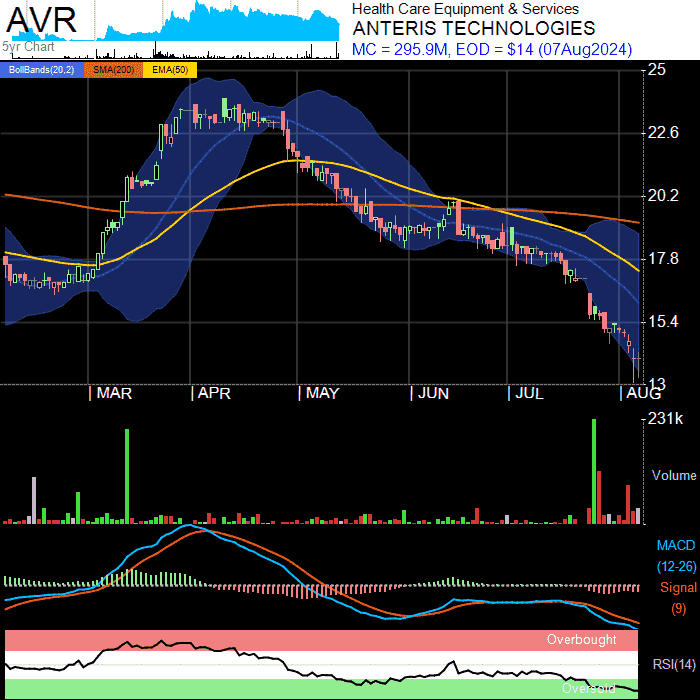 AVR
5yr Chart
Health Care Equipment & Services
ANTERIS TECHNOLOGIES
MC = 295.9M, EOD = $14 (07Aug2024)
BollBands(20,2) SMA(200) EMA(50)
25
22.6
20.2
17.8
15.4
13
MAR APR MAY JUN JUL AUG
231k
Volume
MACD
(12-26)
Signal
(9)
Overbought
RSI(14)
Oversold